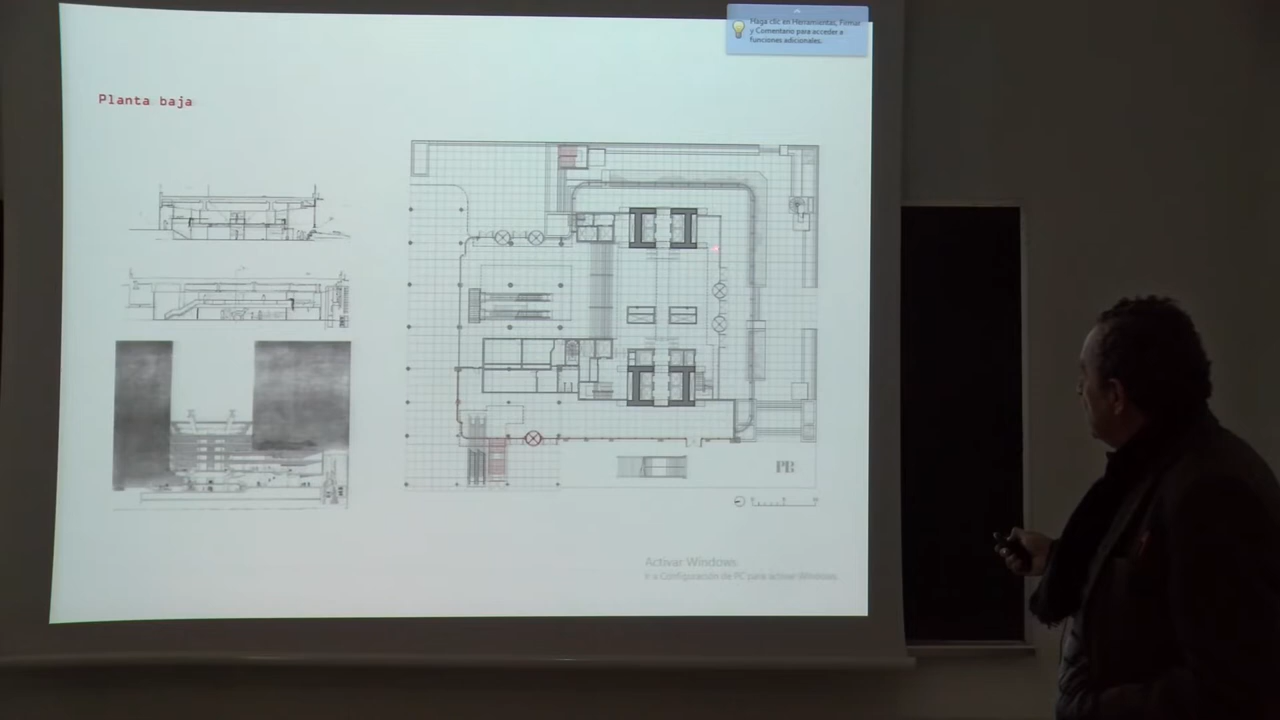 Haga clic en Herramientas, Firmar
y Comentario para acceder a
funciones adicionales.
Planta baja
PB
Activar Windows
Ir a Configuración de PC para activar Windows.